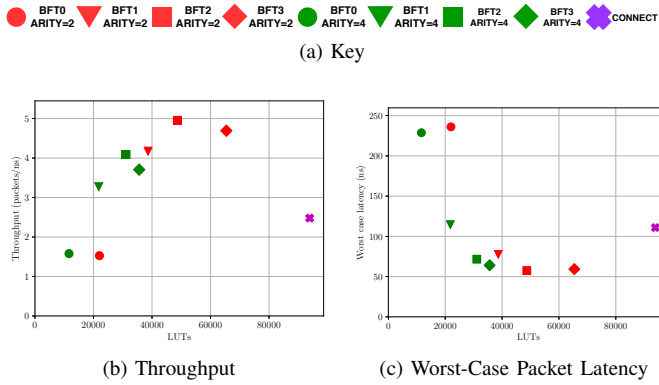 BFT0 BFT1 BFT2 BFT3 BFT0 BFT1 BFT2 BFT3 CONNECT
ARITY=2 ARITY=2 ARITY=2 ARITY=2 ARITY=4 ARITY=4 ARITY=4 ARITY=4
(a) Key
Throughput (packets/ns)
5
4
3
2
1
0
0 20000 40000 60000 80000
LUTs
(b) Throughput
Worst case latency (ns)
250
200
150
100
50
0
0 20000 40000 60000 80000
LUTs
(c) Worst-Case Packet Latency